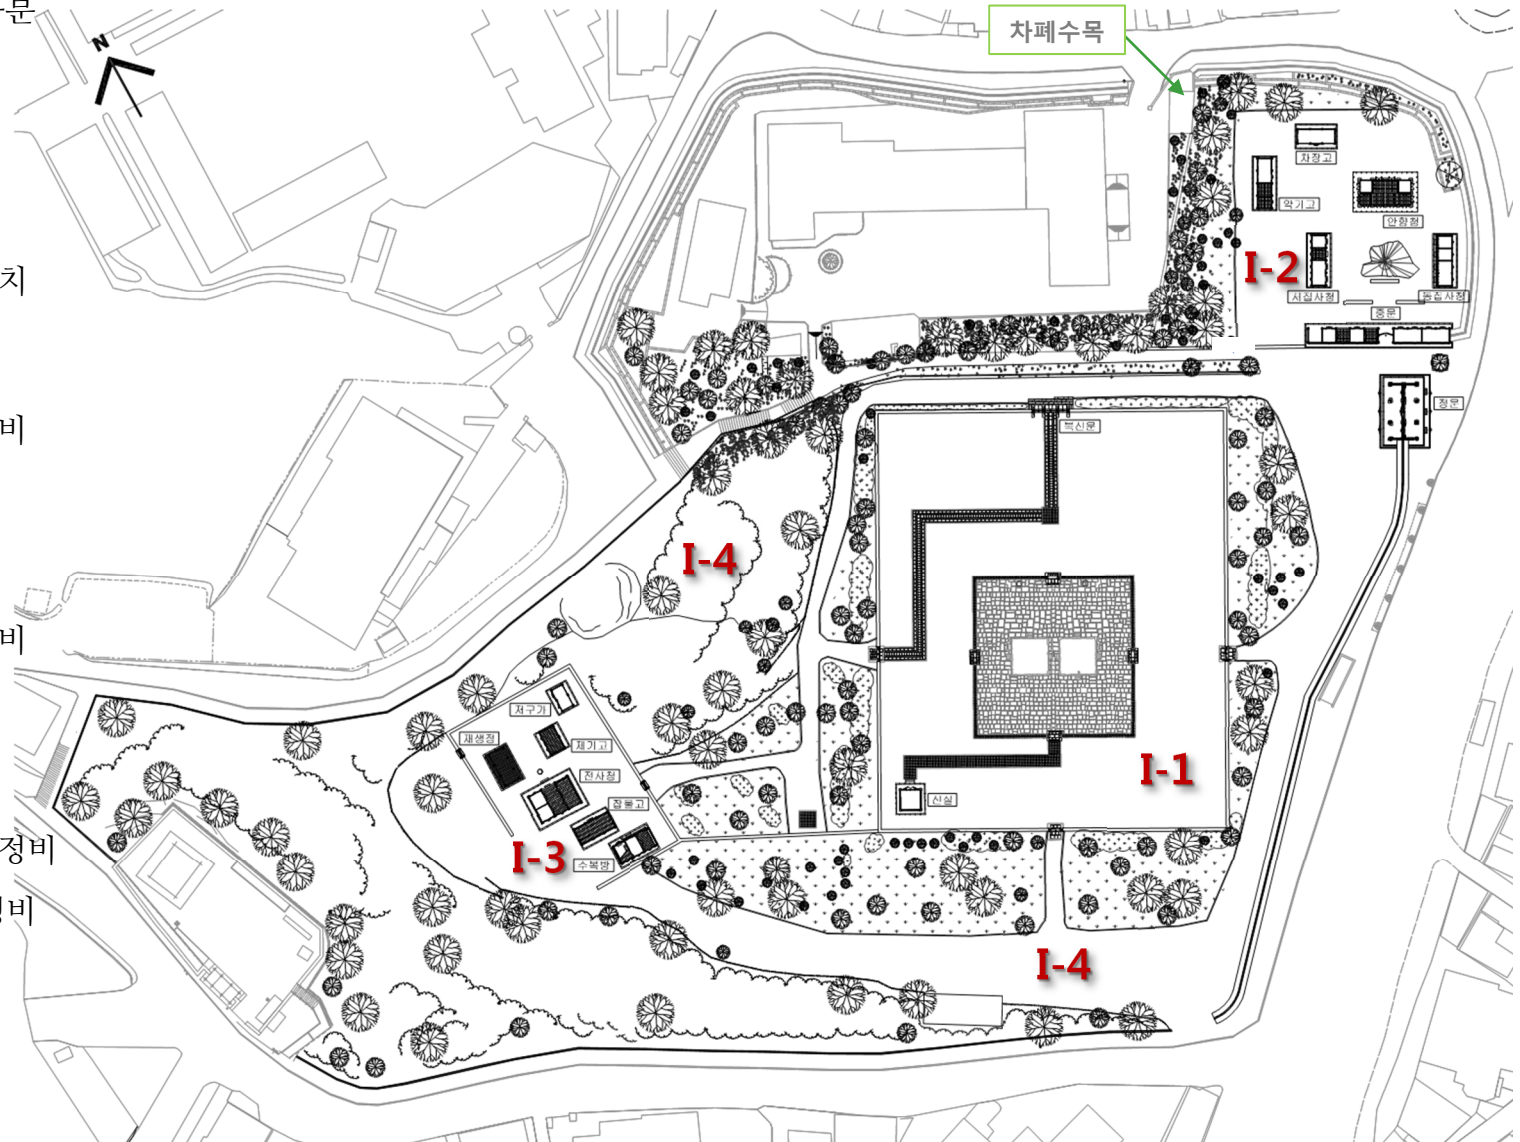 문
N
차폐수목
차장고
악기고
안향청
I-2
치
서집사청
동집사청
중문
정문
비
북신문
I-4
비
저구가
재생정
제기고
전사청
I-1
잡물고
신실
정비
I-3
수복방
비
I-4